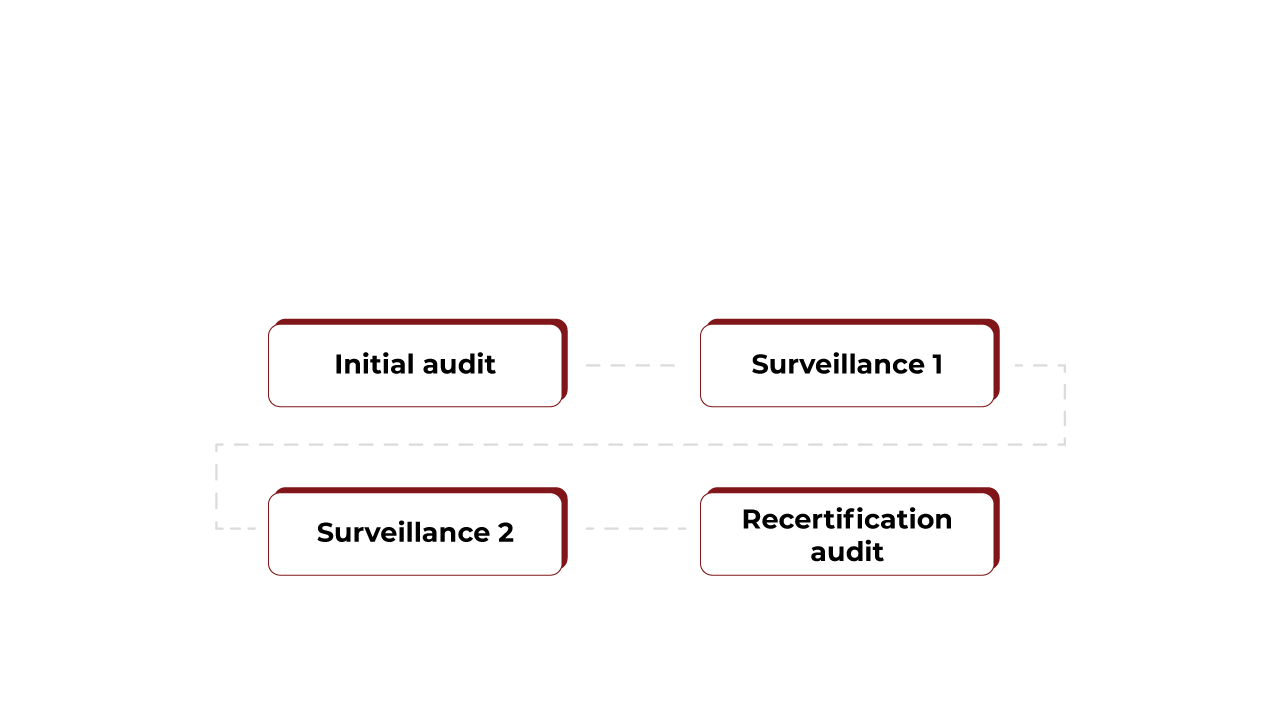 Initial audit
Surveillance 1
Surveillance 2
Recertification
audit